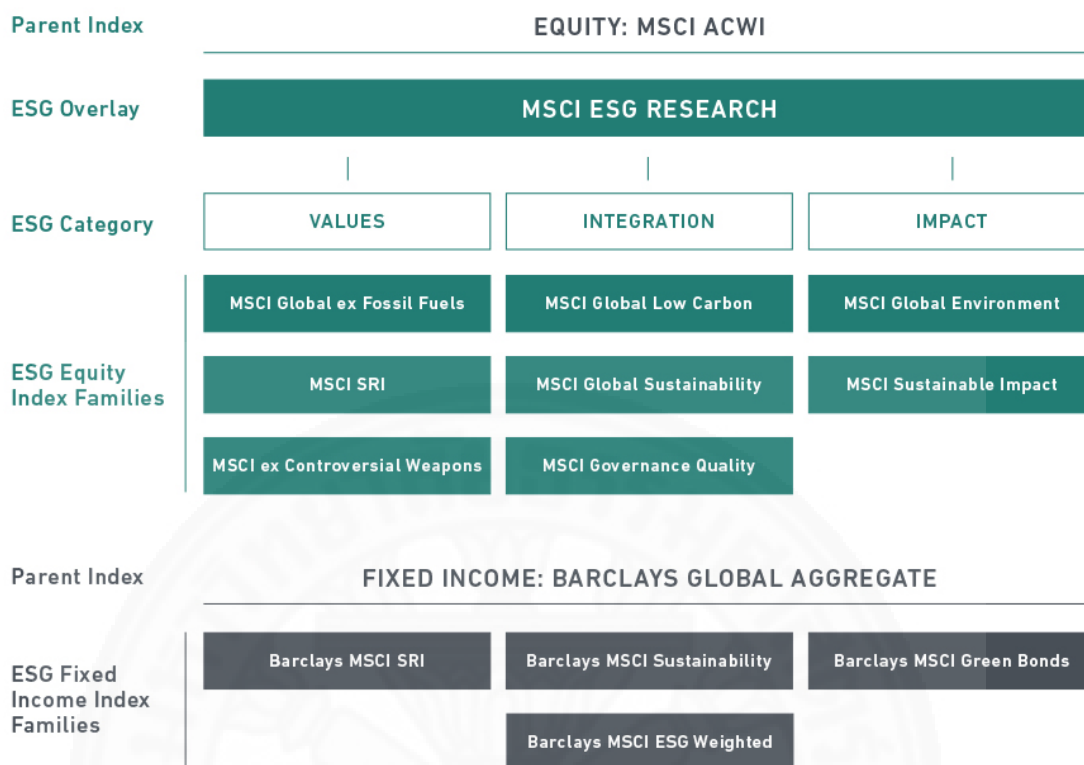 Parent Index
EQUITY: MSCI ACWI
ESG Overlay
MSCI ESG RESEARCH
ESG Category
VALUES
INTEGRATION
IMPACT
MSCI Global ex Fossil Fuels
MSCI Global Low Carbon
MSCI Global Environment
ESG Equity
Index Families
MSCI SRI
MSCI Global Sustainability
MSCI Sustainable Impact
MSCI ex Controversial Weapons
MSCI Governance Quality
Parent Index
FIXED INCOME: BARCLAYS GLOBAL AGGREGATE
ESG Fixed
Income Index
Families
Barclays MSCI SRI
Barclays MSCI Sustainability
Barclays MSCI Green Bonds
Barclays MSCI ESG Weighted